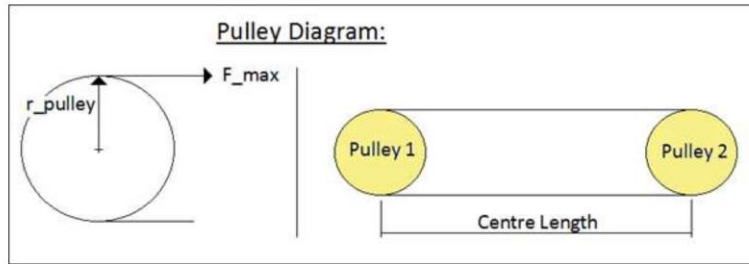 Pulley Diagram:
F_max
r_pulley
Pulley 1
Pulley 2
Centre Length